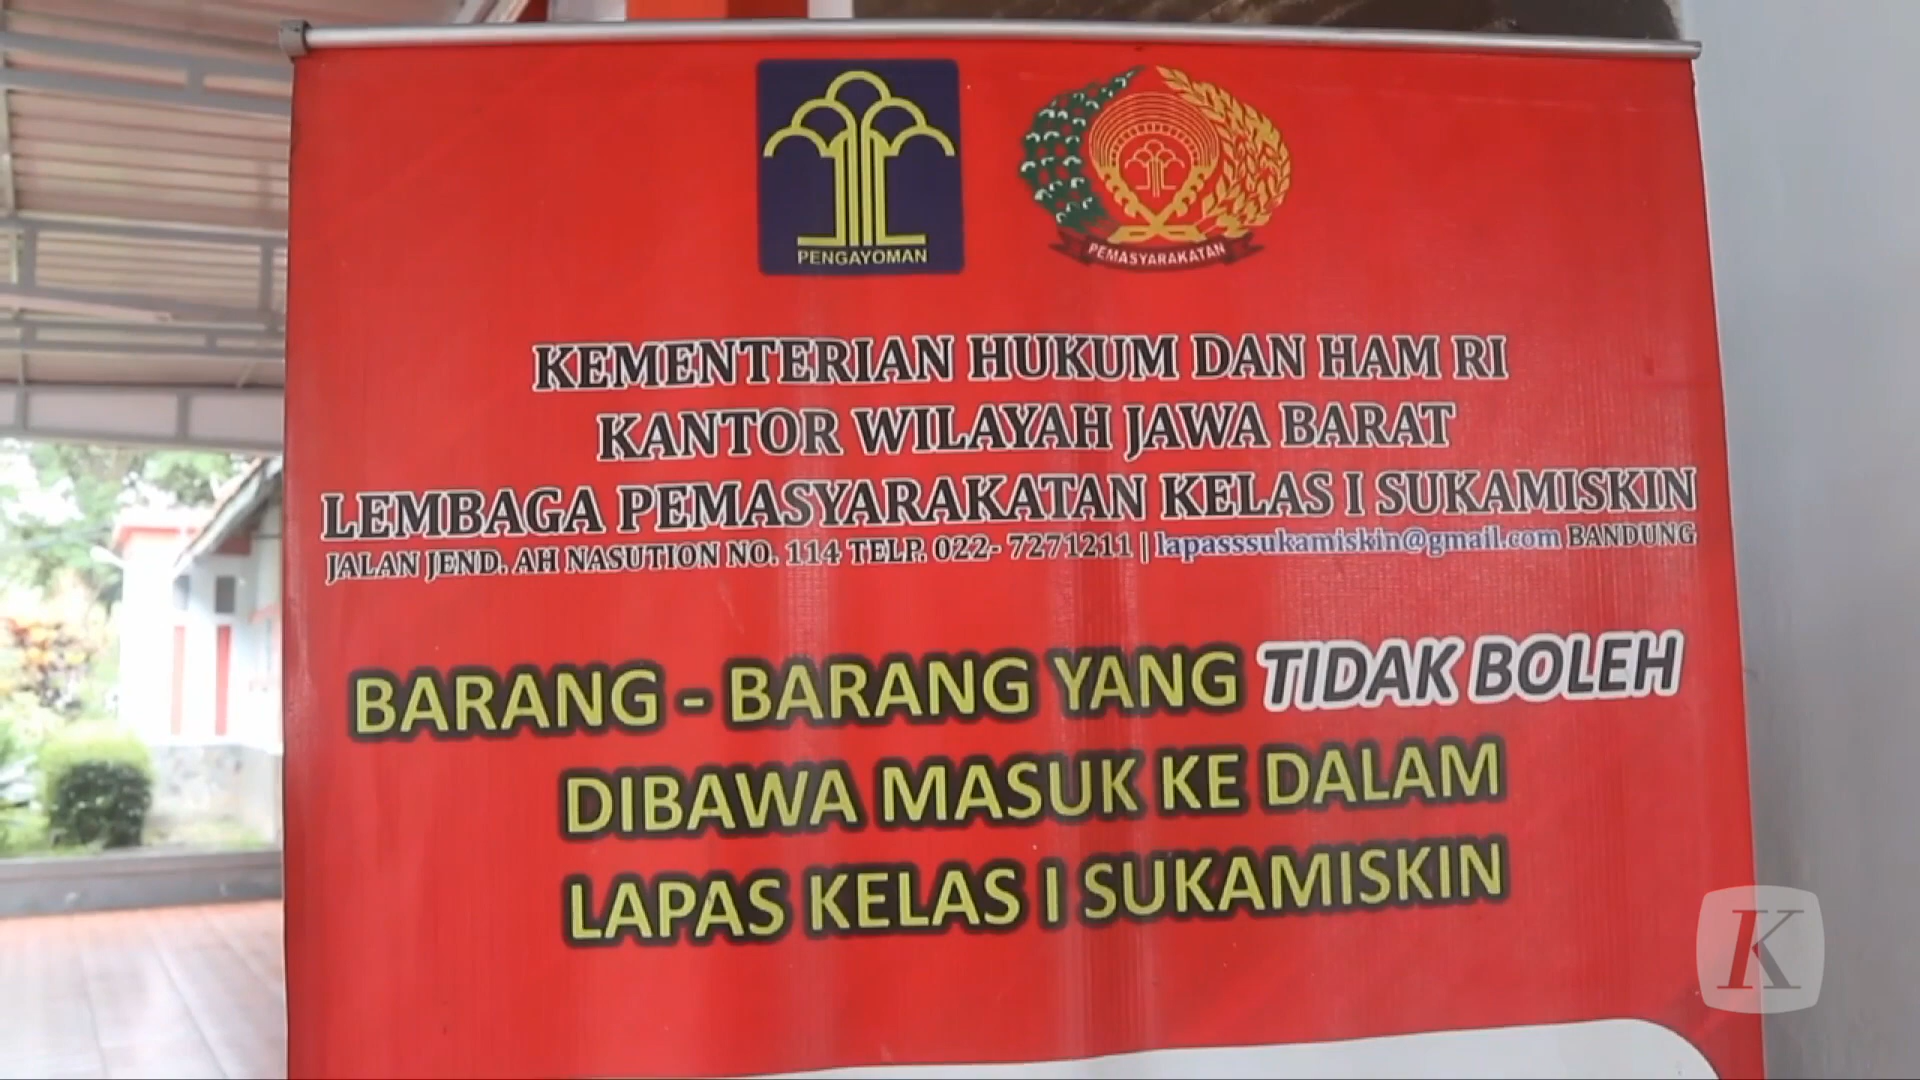 PENGAYOMAN
PEMASYARAKATAN
KEMENTERIAN HUKUM DAN HAM RI
KANTOR WILAYAH JAWA BARAT
LEMBAGA PEMASYARAKATAN KELAS I SUKAMISKIN
JALAN JEND. AH NASUTION NO. 114 TELP. 022- 7271211 | lapasssukamiskin@gmail.com BANDUNG
BARANG - BARANG YANG TIDAK BOLEH
DIBAWA MASUK KE DALAM
LAPAS KELAS I SUKAMISKIN
K